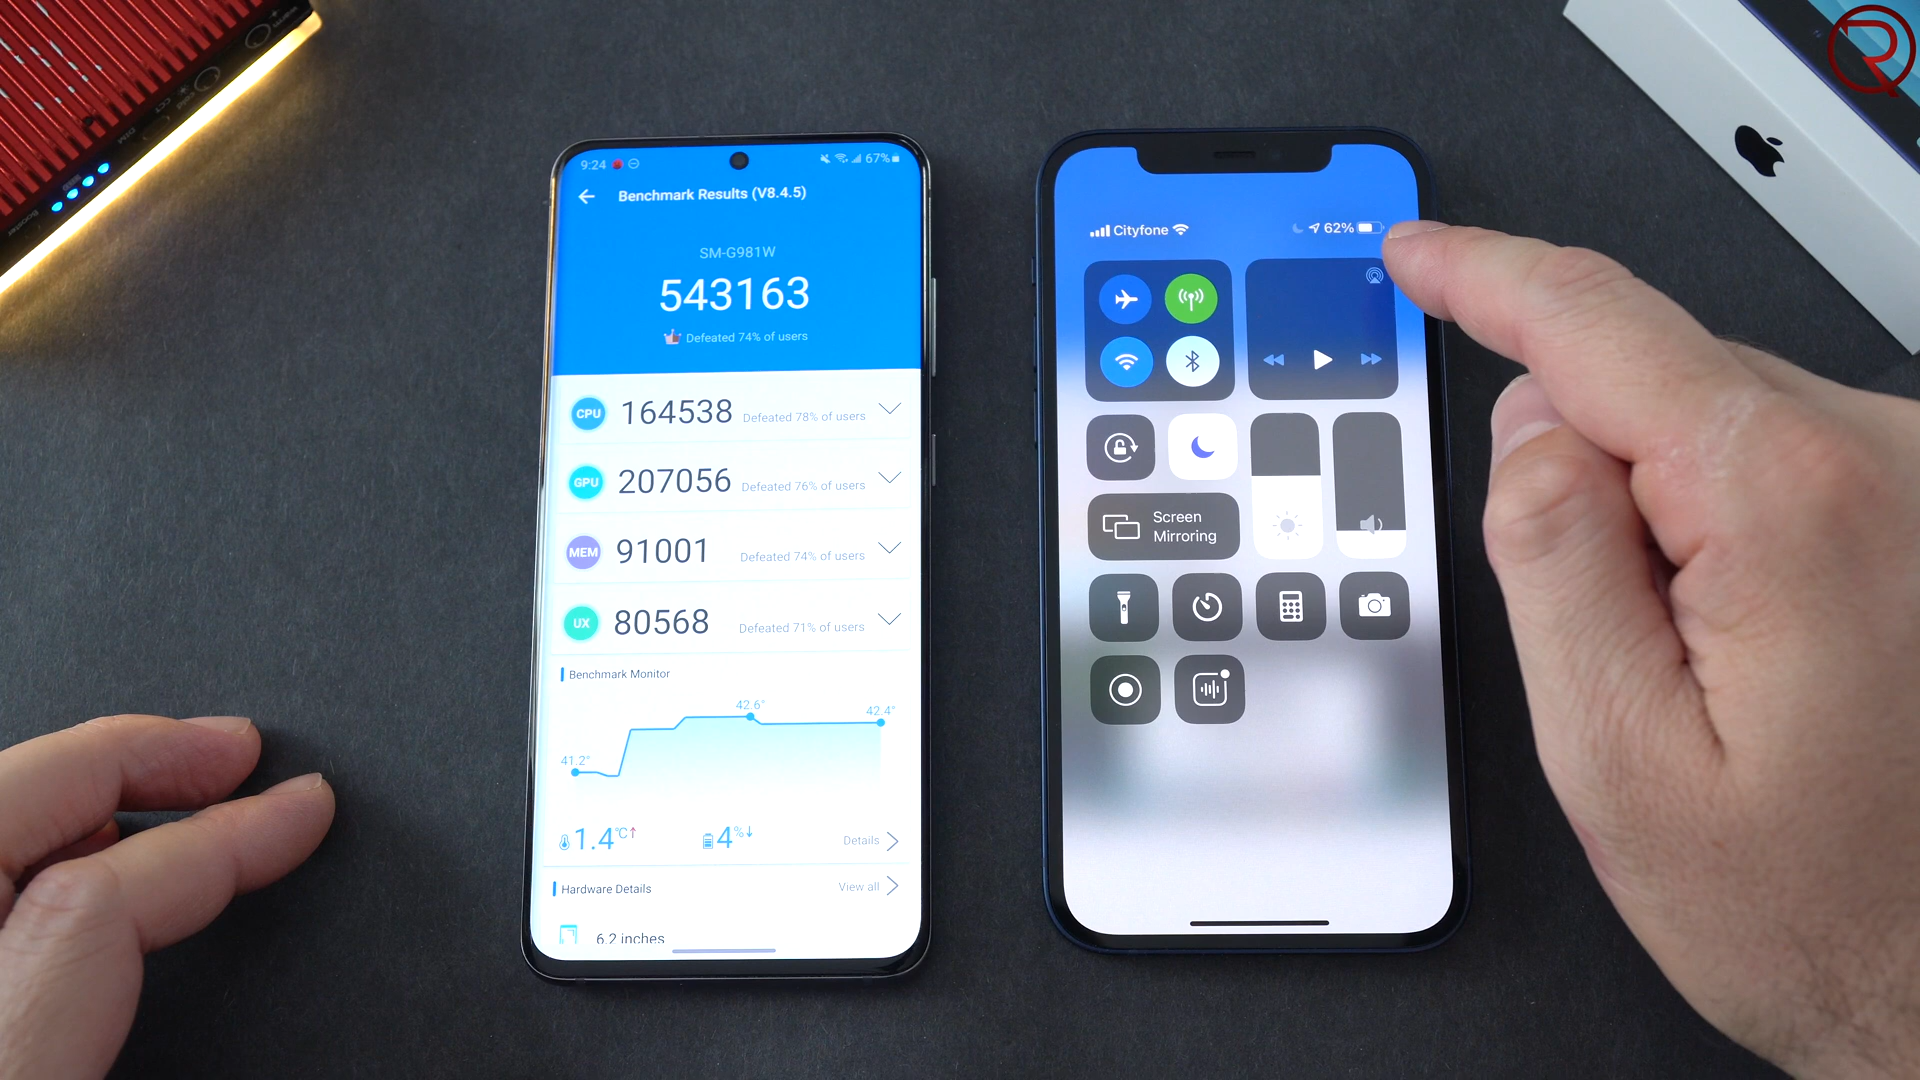 9:24
67%
Benchmark Results (V8.4.5)
SM-G981W
543163
Defeated 74% of users
CPU 164538 Defeated 78% of users
GPU 207056 Defeated 76% of users
MEM 91001 Defeated 74% of users
UX 80568 Defeated 71% of users
Benchmark Monitor
41.2°
42.6°
42.4°
1.4°C↑
4%↓
Details
Hardware Details
View all
6.2 inches
Cityfone
62%
Screen
Mirroring